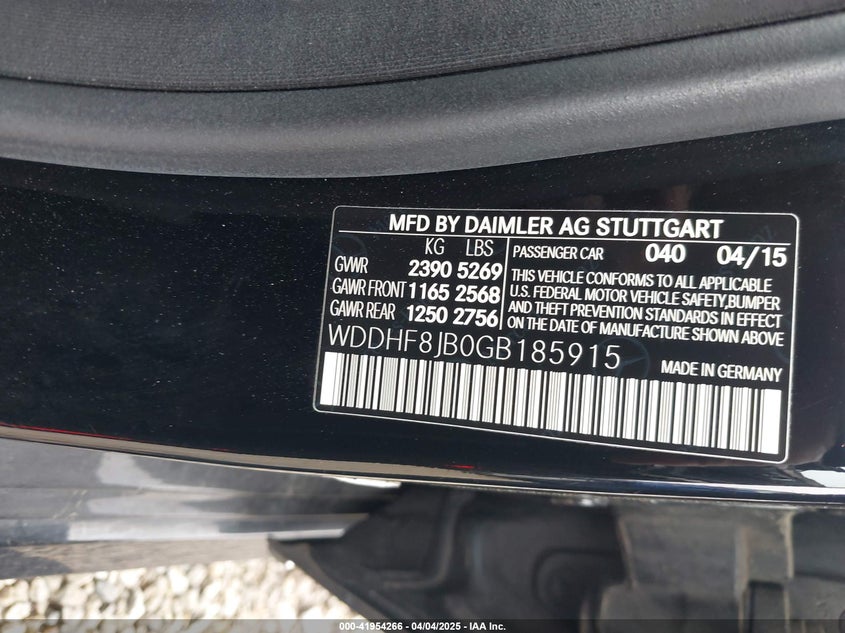 MFD BY DAIMLER AG STUTTGART
KG LBS
GVWR 2390 5269
GAWR FRONT 1165 2568
GAWR REAR 1250 2756
PASSENGER CAR 040 04/15
THIS VEHICLE CONFORMS TO ALL APPLICABLE
U.S. FEDERAL MOTOR VEHICLE SAFETY,BUMPER
AND THEFT PREVENTION STANDARDS IN EFFECT
ON THE DATE OF MANUFACTURE SHOWN ABOVE
WDDHF8JB0GB185915
MADE IN GERMANY
000-41954266 - 04/04/2025 - IAA Inc.